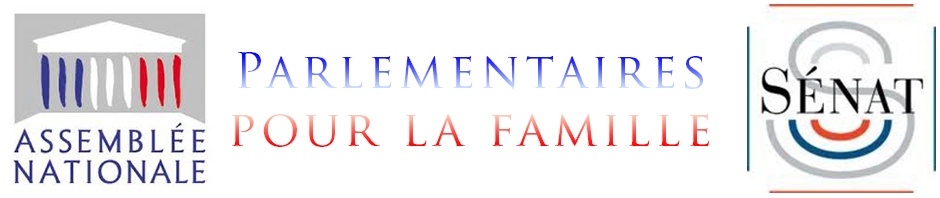 ASSEMBLÉE
NATIONALE
PARLEMENTAIRES
POUR LA FAMILLE
SÉNAT